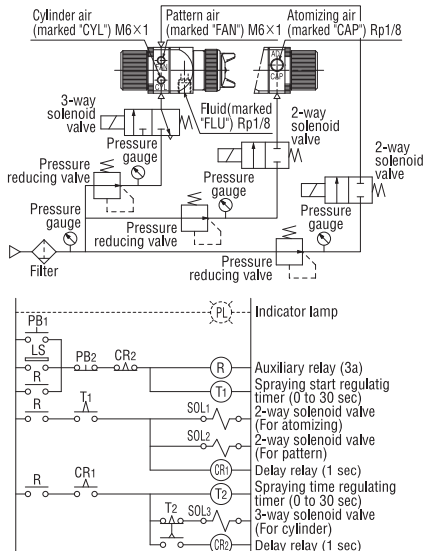 Cylinder air
(marked "CYL") M6×1
Pattern air
(marked "FAN") M6×1
Atomizing air
(marked "CAP") Rp1/8
FAN
CYL
CAP
3-way
solenoid
valve
Fluid(marked
"FLU") Rp1/8
Pressure
gauge
2-way
solenoid
valve
2-way
solenoid
valve
Pressure
reducing valve
Pressure
gauge
Pressure
gauge
Pressure
gauge
Pressure
reducing valve
Pressure
reducing valve
Filter
PL
Indicator lamp
PB1
LS
PB2
CR2
R
R
Auxiliary relay (3a)
T1
Spraying start regulatig
timer (0 to 30 sec)
R
T1
SOL1
2-way solenoid valve
(For atomizing)
SOL2
2-way solenoid valve
(For pattern)
CR1
Delay relay (1 sec)
R
CR1
T2
Spraying time regulating
timer (0 to 30 sec)
T2
SOL3
3-way solenoid valve
(For cylinder)
CR2
Delay relay (1 sec)